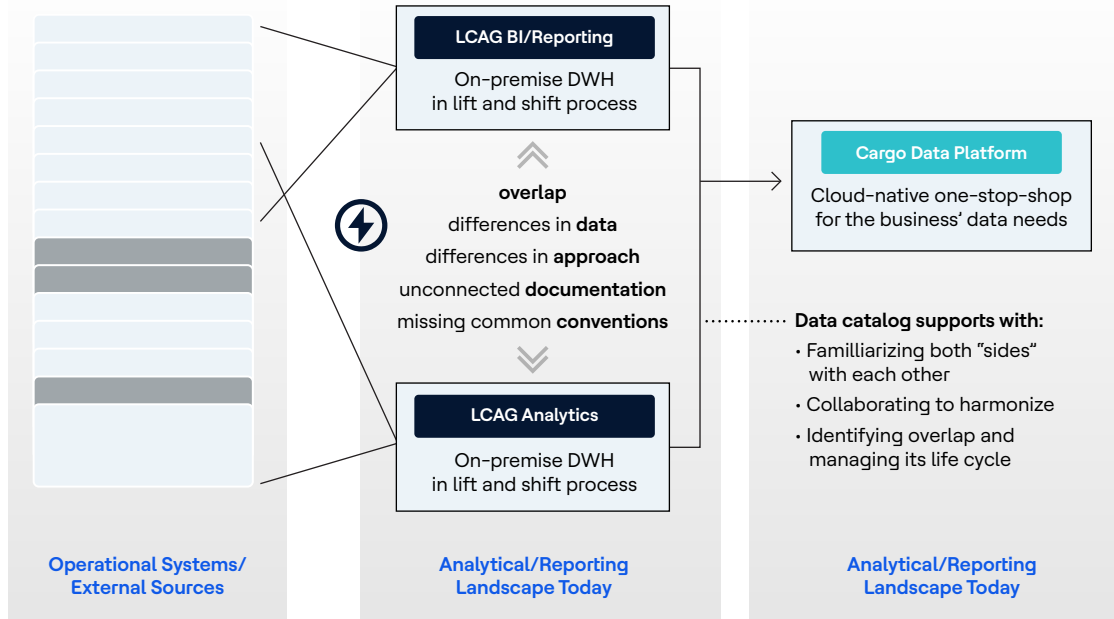 LCAG BI/Reporting
On-premise DWH
in lift and shift process
overlap
differences in data
differences in approach
unconnected documentation
missing common conventions
LCAG Analytics
On-premise DWH
in lift and shift process
Cargo Data Platform
Cloud-native one-stop-shop
for the business' data needs
Data catalog supports with:
• Familliarizing both "sides"
with each other
• Collaborating to harmonize
• Identifying overlap and
managing its life cycle
Operational Systems/
External Sources
Analytical/Reporting
Landscape Today
Analytical/Reporting
Landscape Today